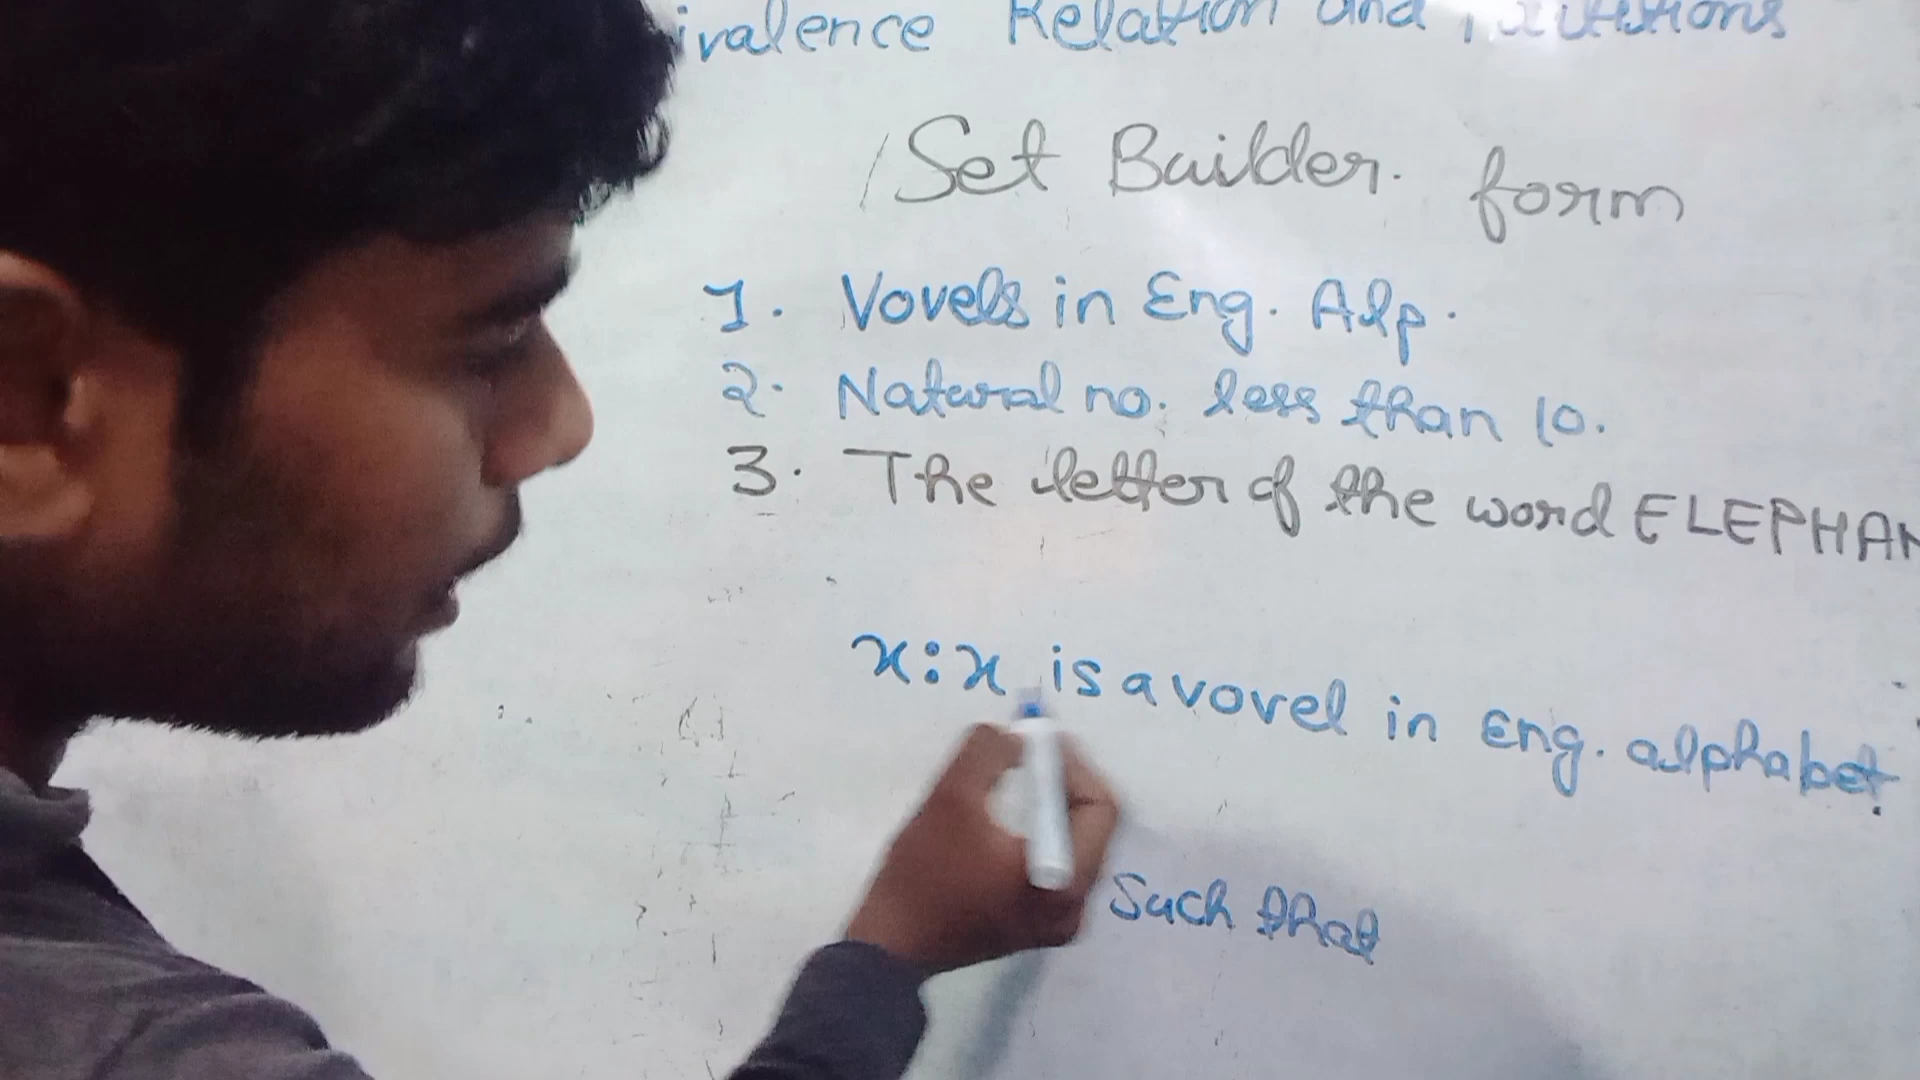 ivalence Relation and
Set Builder. form
1. Vovels in Eng. Alp.
2. Natural no. less than 10.
3. The letter of the word ELEPHAN
x:x is a vovel in Eng. alphabet.
Such that